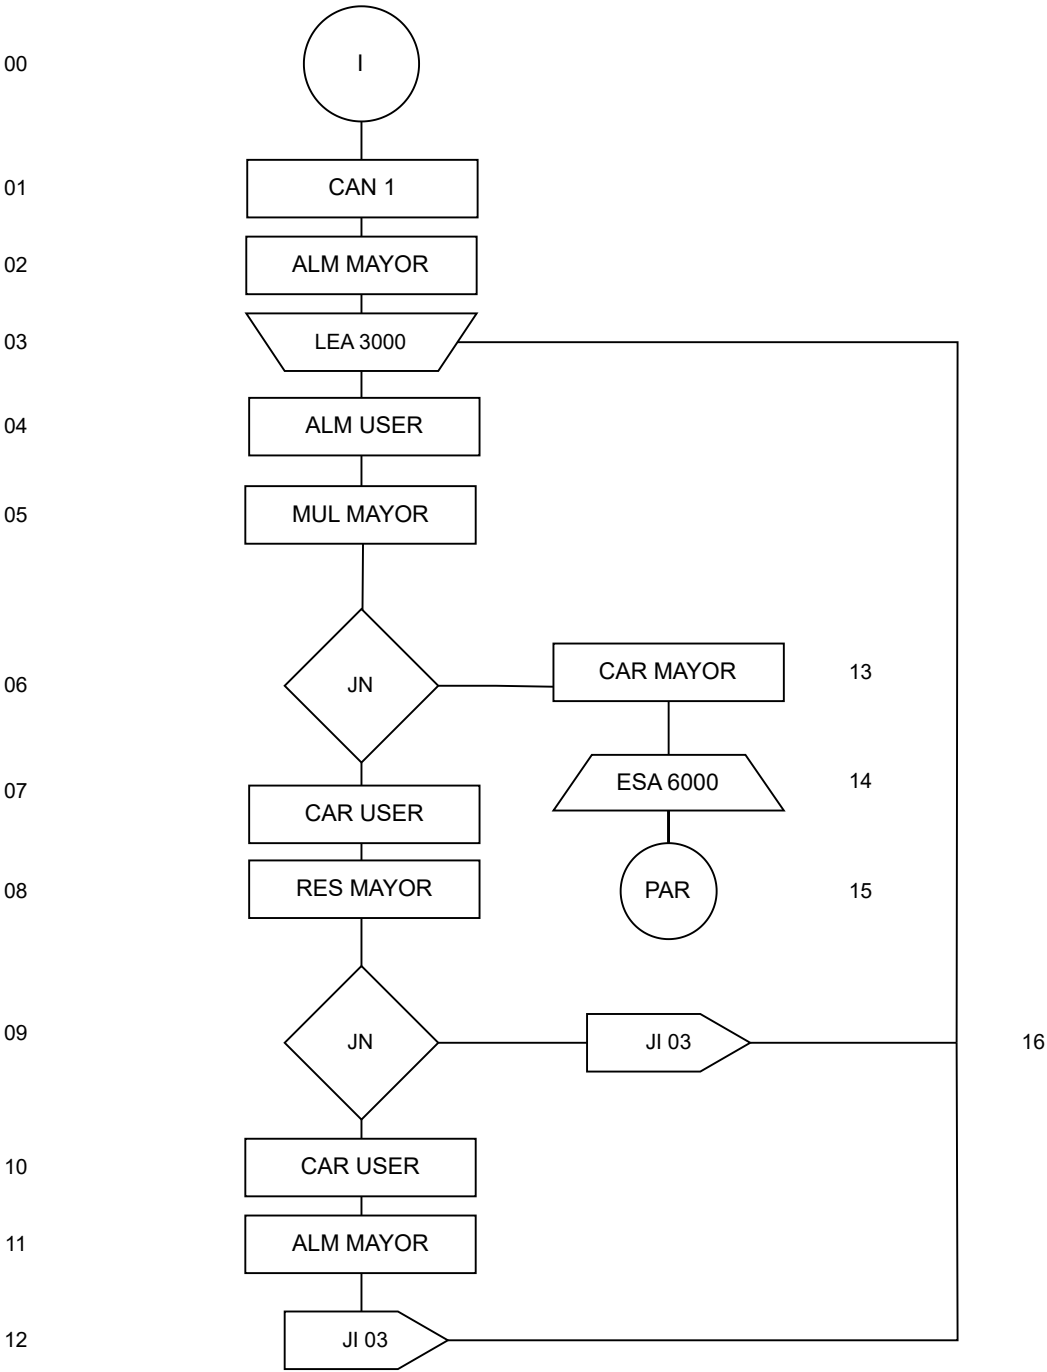 00 I
01 CAN 1
02 ALM MAYOR
03 LEA 3000
04 ALM USER
05 MUL MAYOR
06 JN CAR MAYOR 13
07 CAR USER ESA 6000 14
08 RES MAYOR PAR 15
09 JN JI 03 16
10 CAR USER
11 ALM MAYOR
12 JI 03